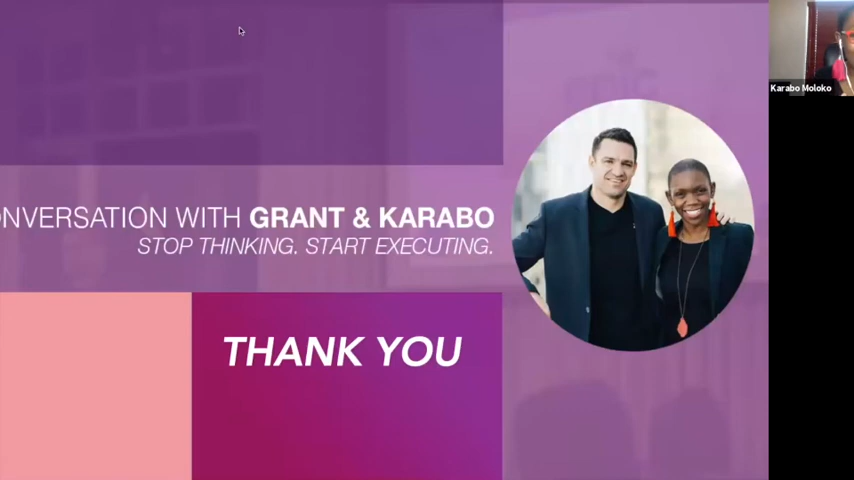 ONVERSATION WITH GRANT & KARABO
STOP THINKING. START EXECUTING.
THANK YOU
Karabo Moloko